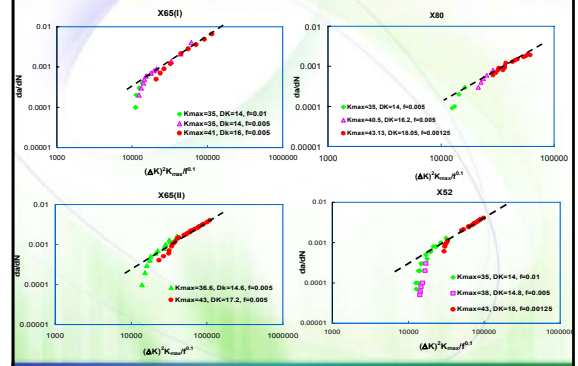 X65(I)
0.01
0.001
0.0001
0.00001
da/dN
Kmax=35, DK=14, f=0.01
Kmax=35, Dk=14, f=0.005
Kmax=41, DK=16, f=0.005
1000
10000
100000
1000000
(ΔK)²Kmax/f^0.1
X80
0.01
0.001
0.0001
0.00001
da/dN
Kmax=35, DK=14, f=0.005
Kmax=40.5, DK=16.2, f=0.005
Kmax=43.13, DK=18.05, f=0.00125
1000
10000
100000
(ΔK)²Kmax/f^0.1
X65(II)
0.01
0.001
0.0001
0.00001
da/dN
Kmax=36.6, Dk=14.6, f=0.005
Kmax=43, DK=17.2, f=0.005
1000
10000
100000
1000000
(ΔK)²Kmax/f^0.1
X52
0.01
0.001
0.0001
0.00001
da/dN
Kmax=35, DK=14, f=0.01
Kmax=38, DK=14.8, f=0.005
Kmax=43, DK=18, f=0.00125
1000
10000
100000
1000000
(ΔK)²Kmax/f^0.1